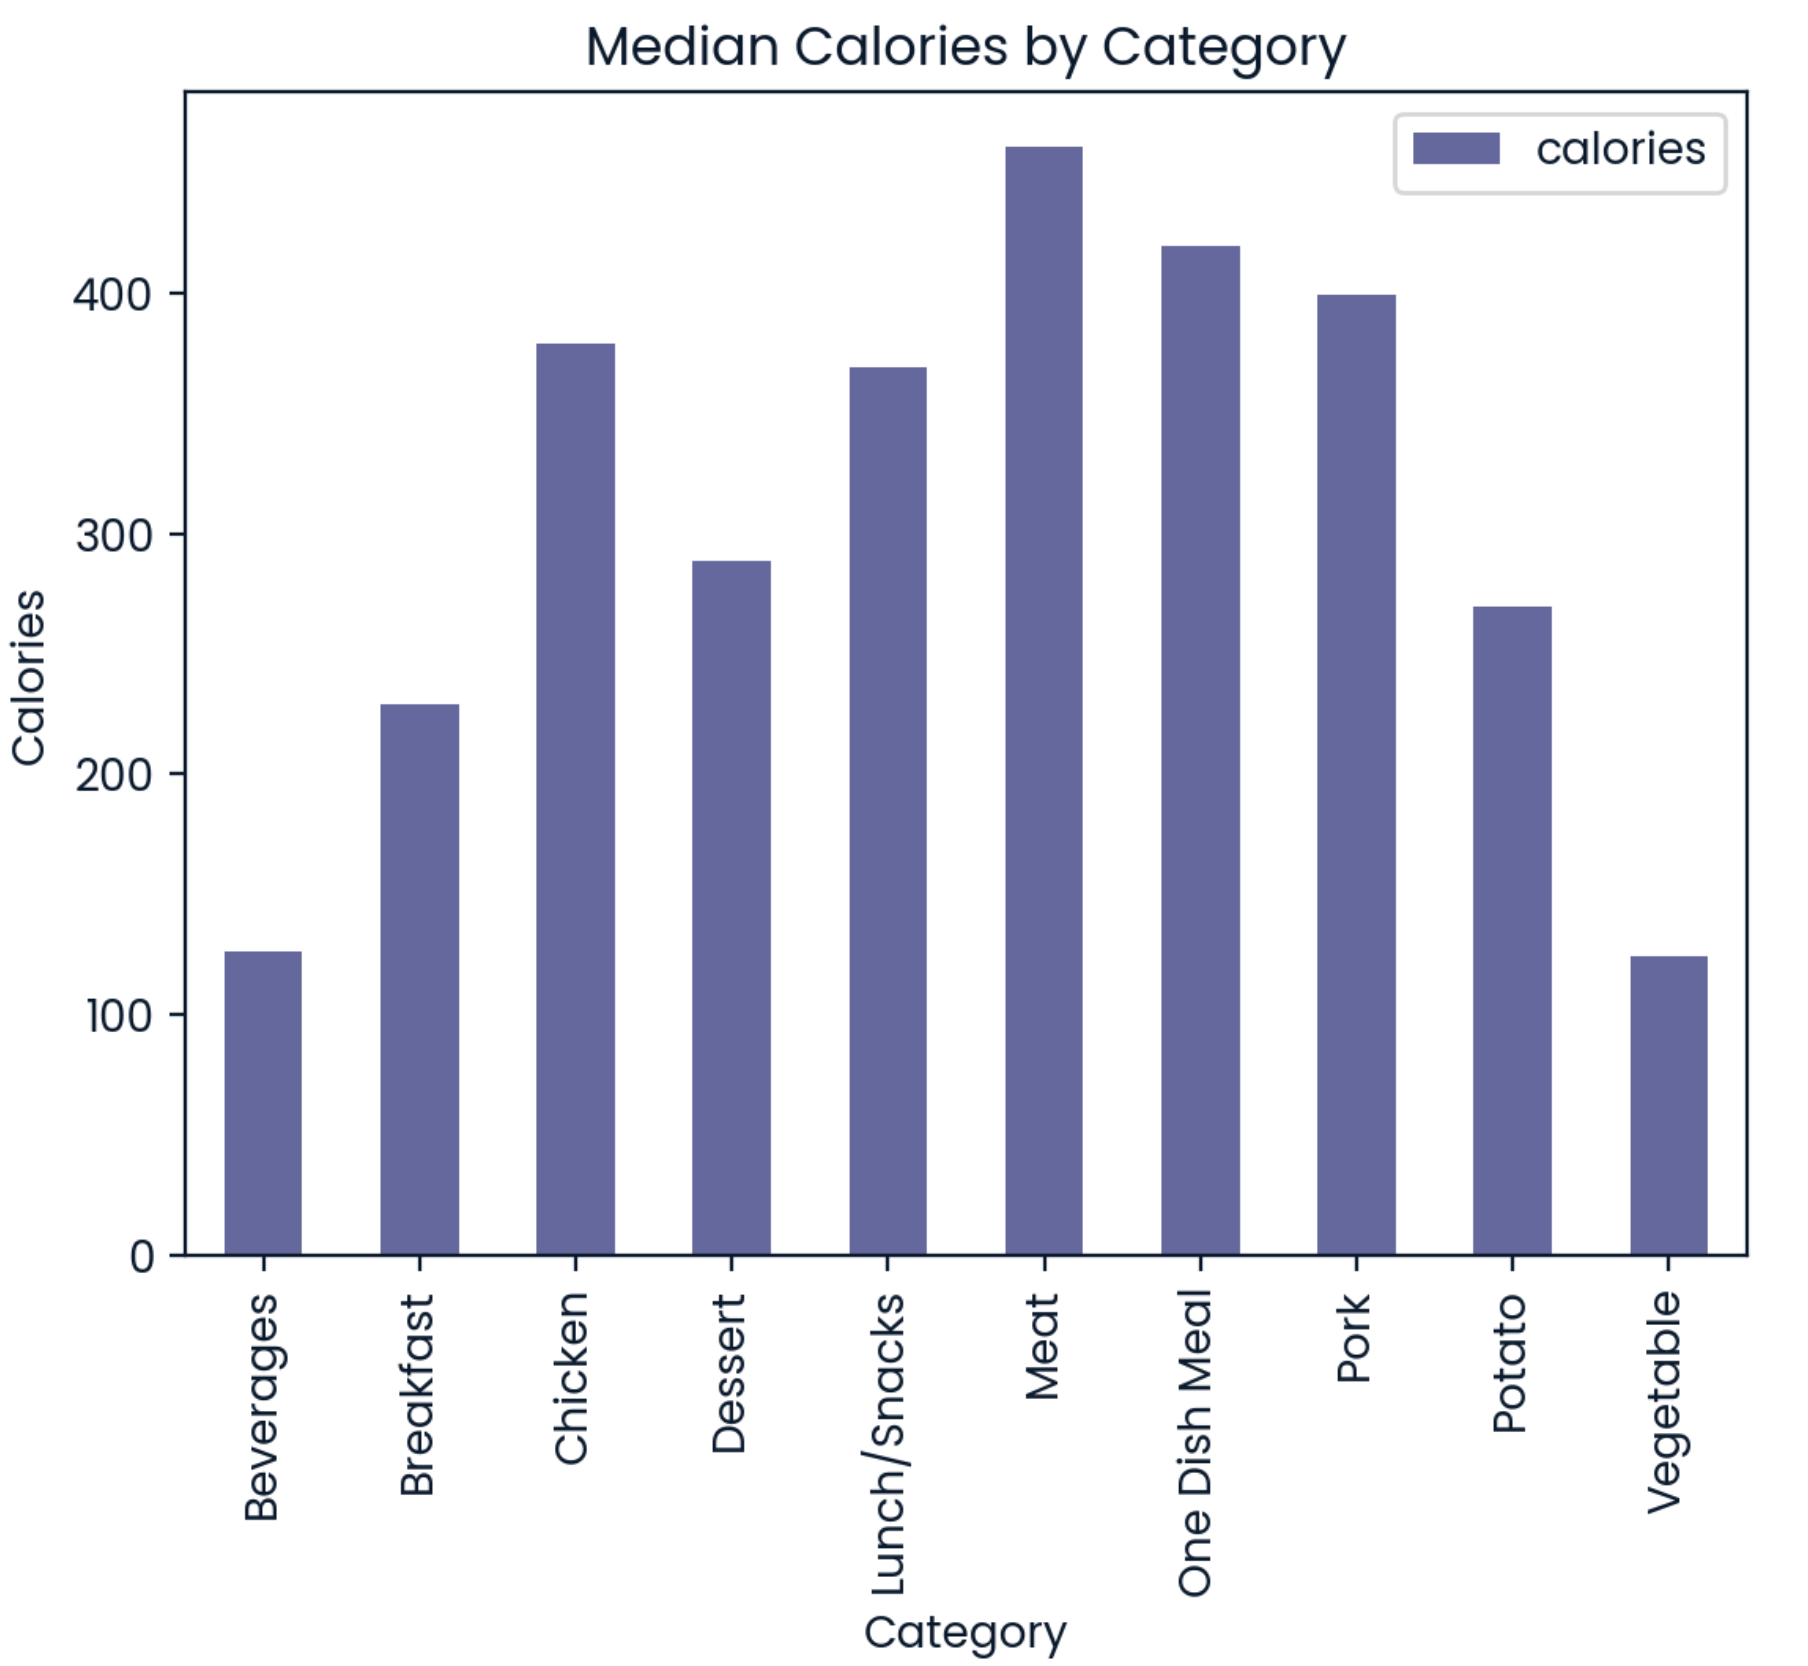 Median Calories by Category
calories
Calories
400
300
200
100
0
Beverages
Breakfast
Chicken
Dessert
Lunch/Snacks
Meat
One Dish Meal
Pork
Potato
Vegetable
Category